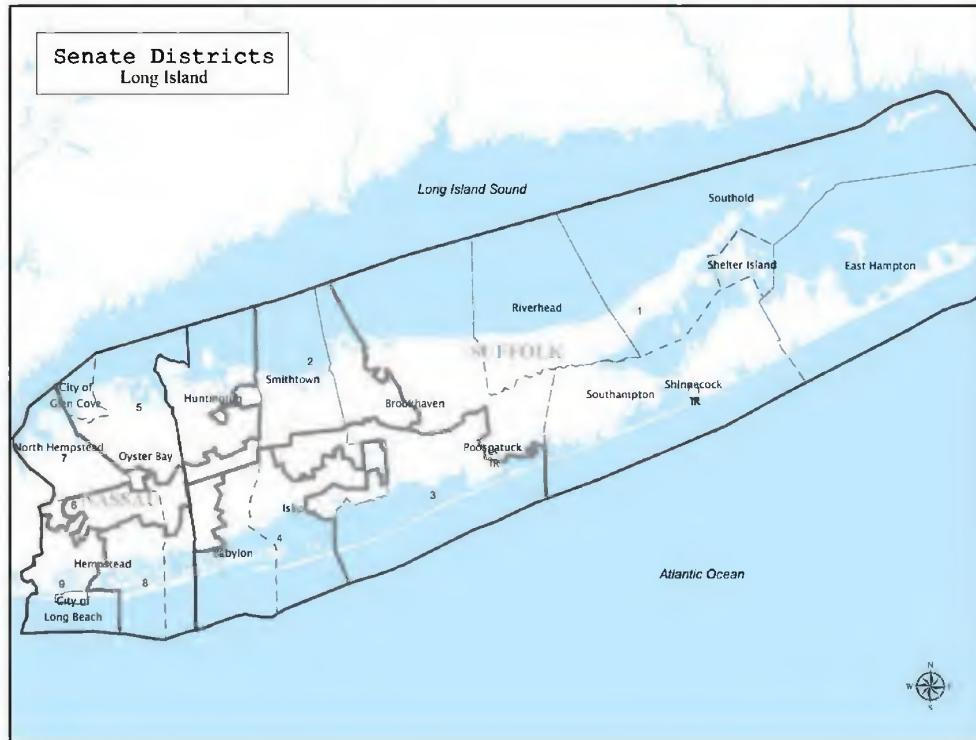 Senate Districts
Long Island
Long Island Sound
Southold
Shelter Island
East Hampton
Riverhead
1
SUFFOLK
2
Smithtown
Huntington
City of
Glen Cove
5
Brookhaven
Southampton
Shinnecock
TR
North Hempstead
7
Oyster Bay
Poospatuck
TR
NASSAU
6
3
Islip
4
Babylon
Hempstead
8
9
City of
Long Beach
Atlantic Ocean
N
W
E
S